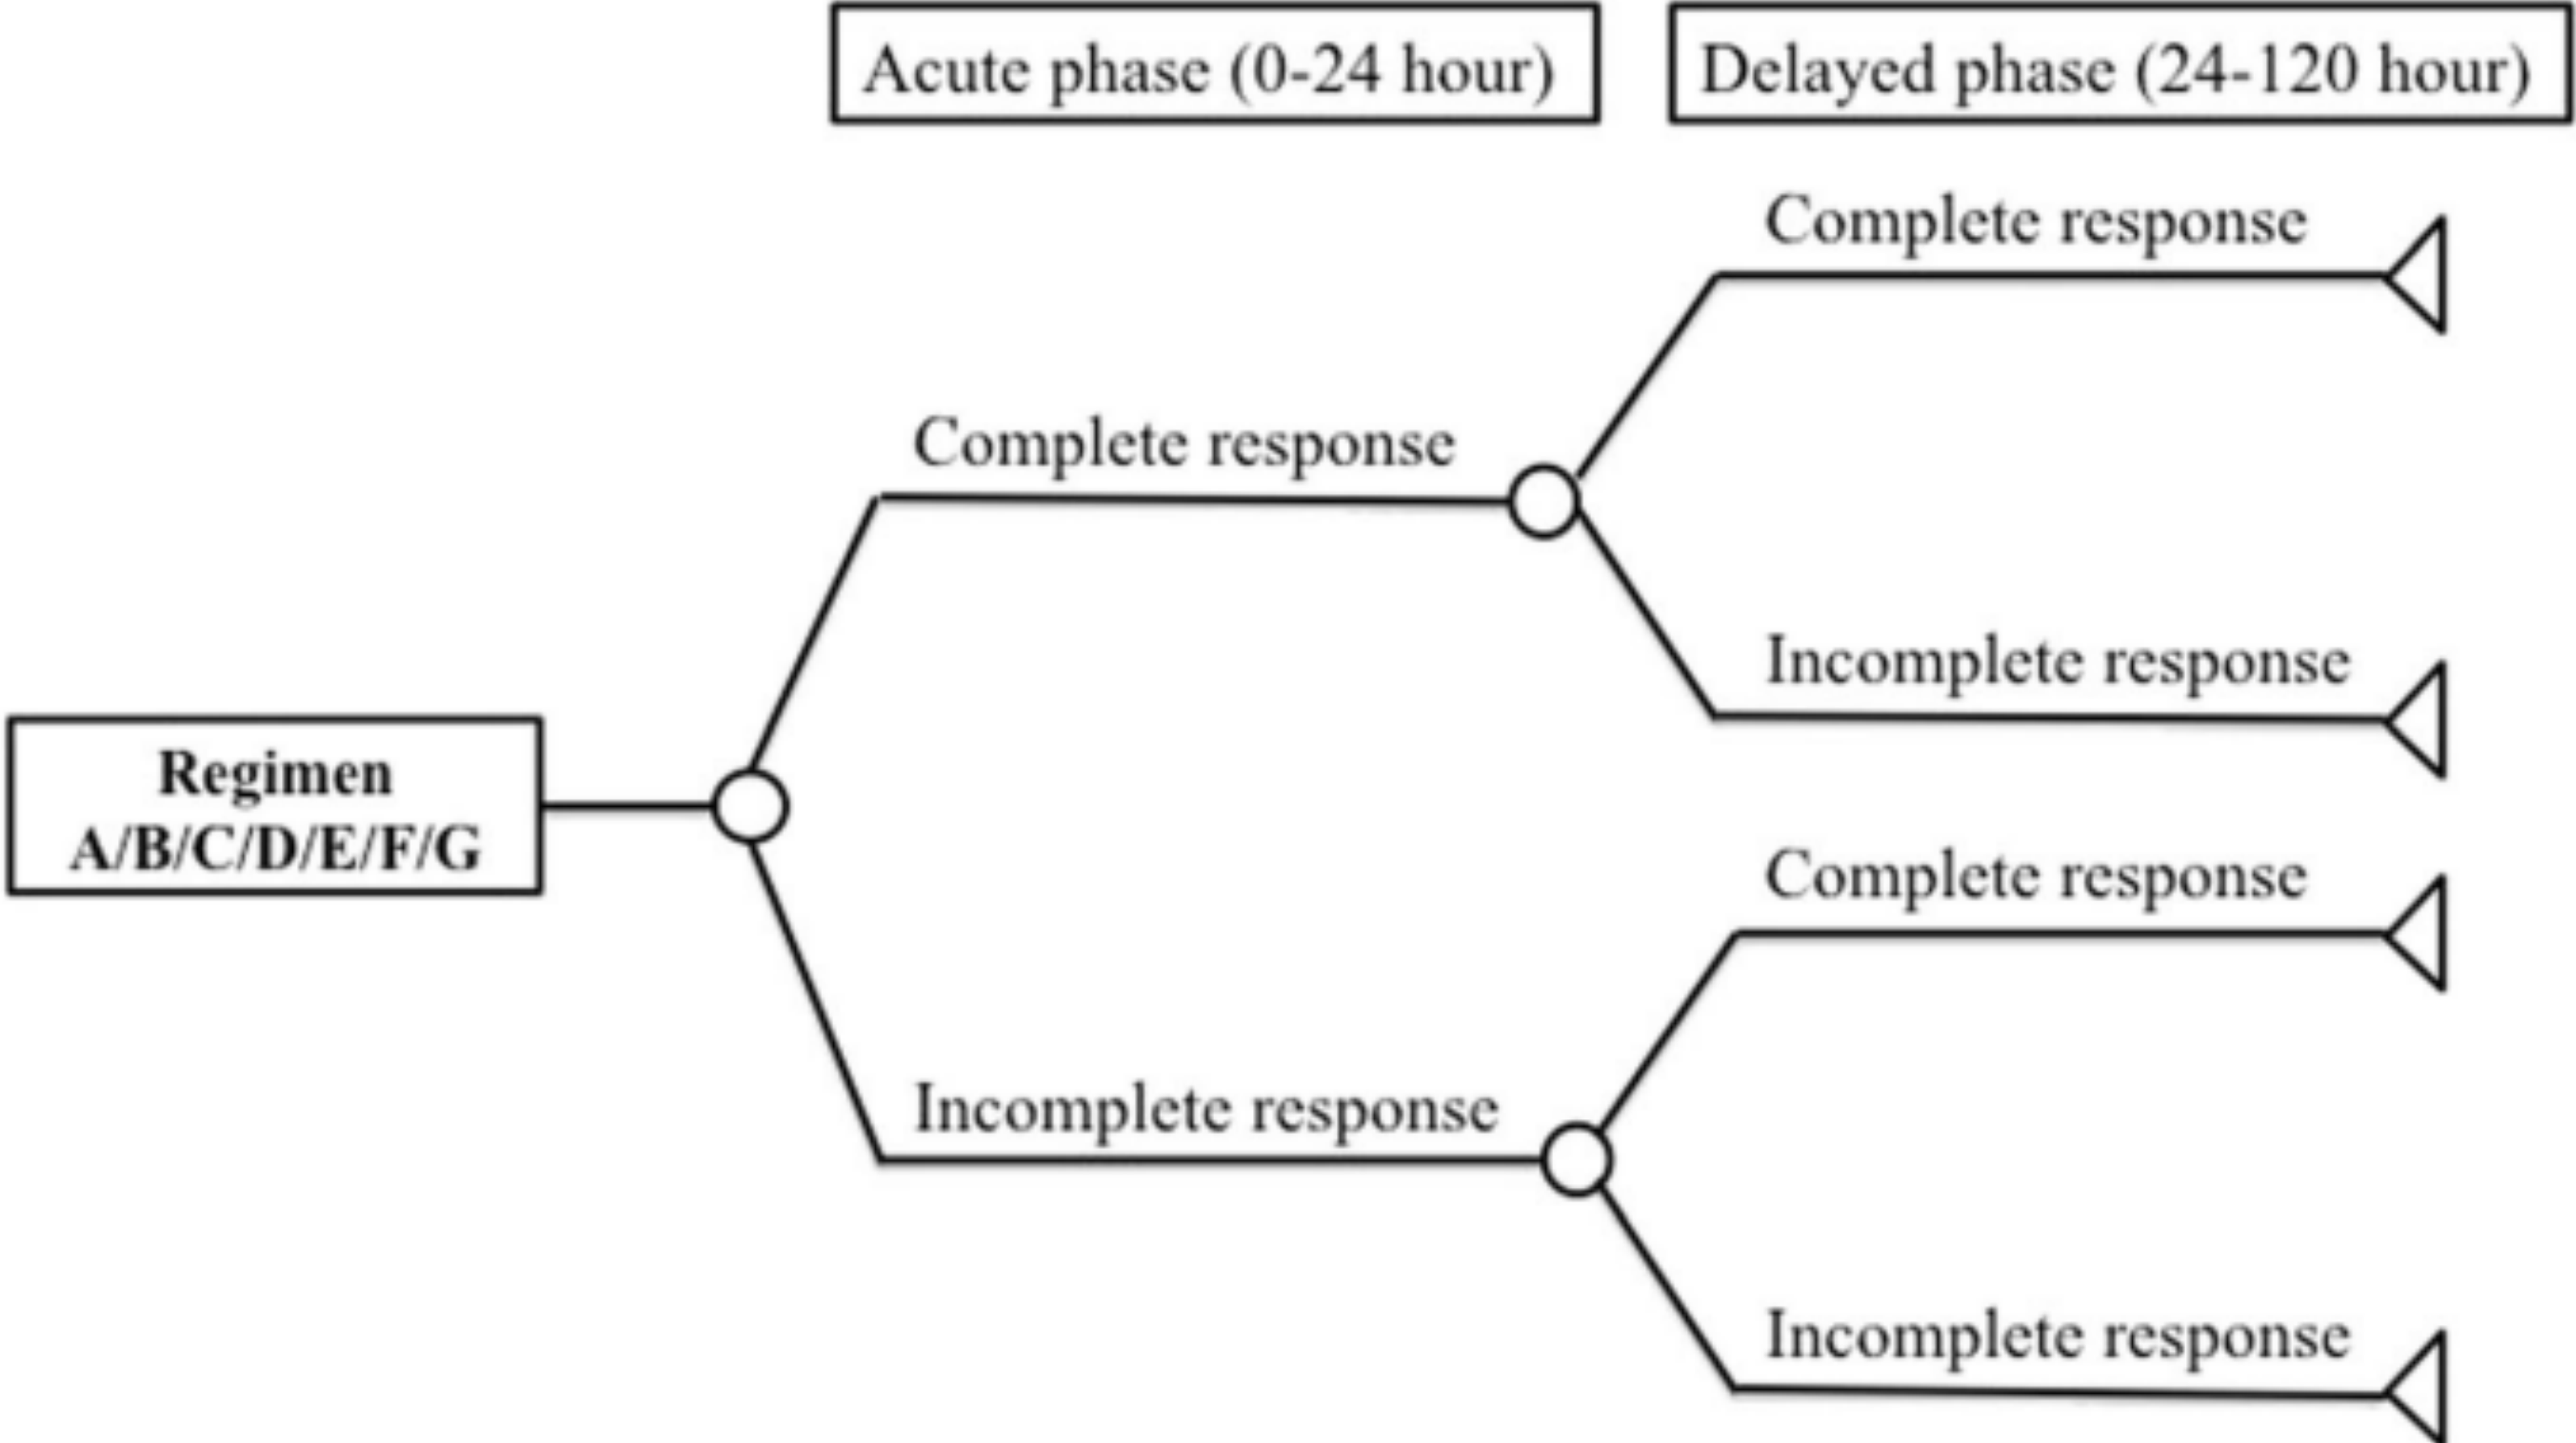 Acute phase (0-24 hour)
Delayed phase (24-120 hour)
Complete response
Complete response
Incomplete response
Regimen
A/B/C/D/E/F/G
Complete response
Incomplete response
Incomplete response